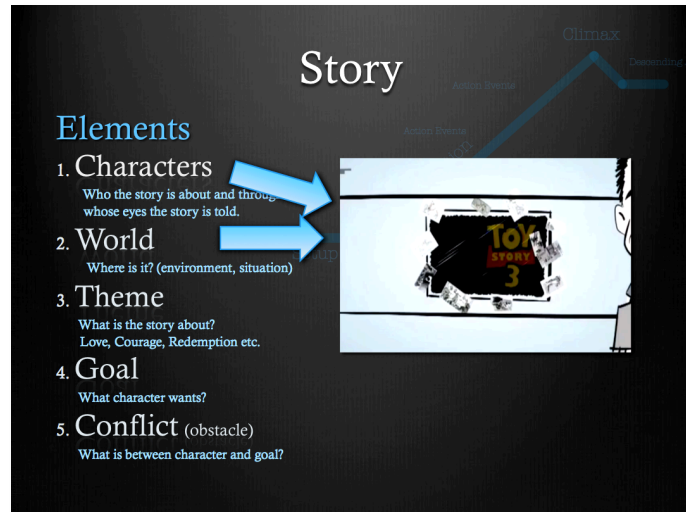 Story
Climax
Descending
Action Events
Action Events
Elements
1. Characters
Who the story is about and through
whose eyes the story is told.
2. World
Where is it? (environment, situation)
3. Theme
What is the story about?
Love, Courage, Redemption etc.
4. Goal
What character wants?
5. Conflict (obstacle)
What is between character and goal?
TOY
STORY
3